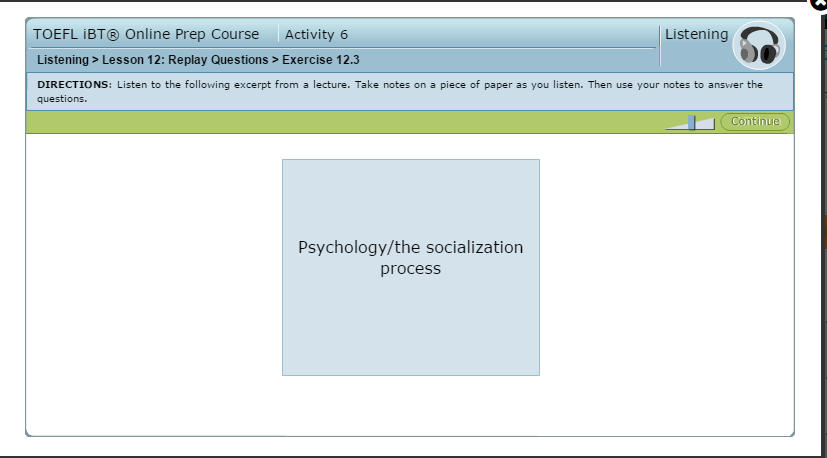 TOEFL iBT® Online Prep Course Activity 6 Listening
Listening > Lesson 12: Replay Questions > Exercise 12.3
DIRECTIONS: Listen to the following excerpt from a lecture. Take notes on a piece of paper as you listen. Then use your notes to answer the
questions.
Continue
Psychology/the socialization
process